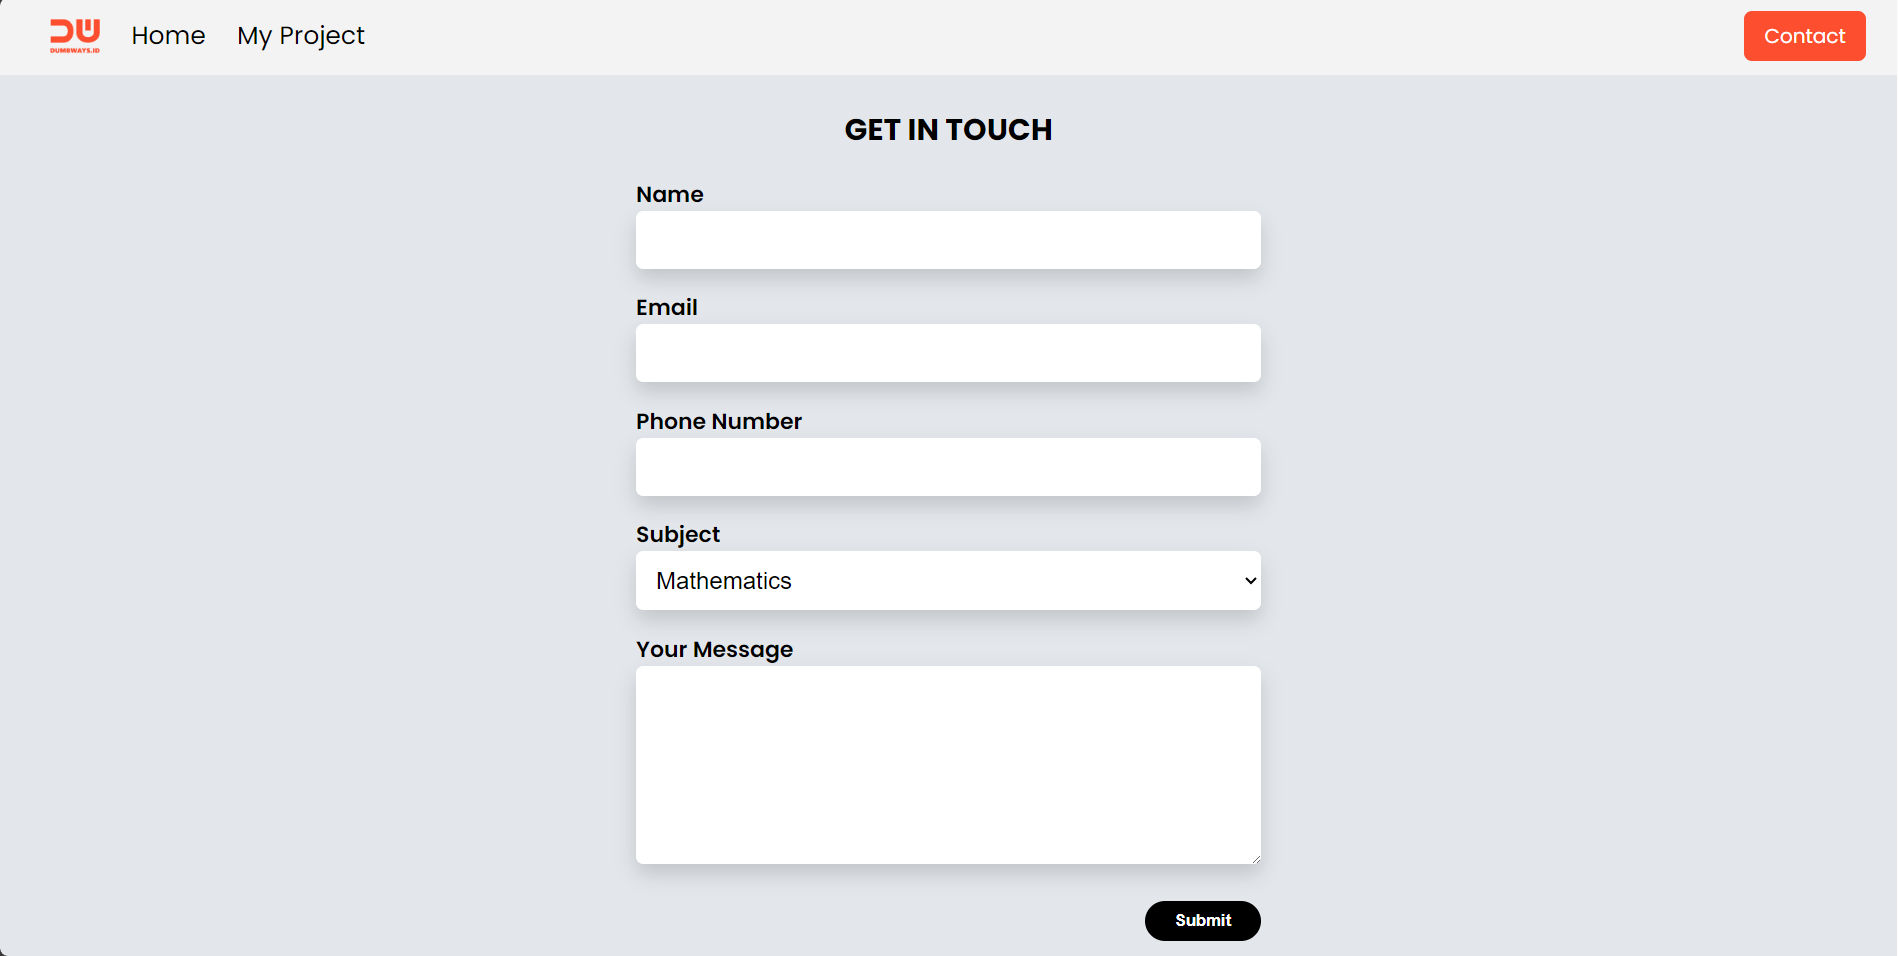 DW
DUMBWAYS.ID
Home
My Project
Contact
GET IN TOUCH
Name
Email
Phone Number
Subject
Mathematics
Your Message
Submit